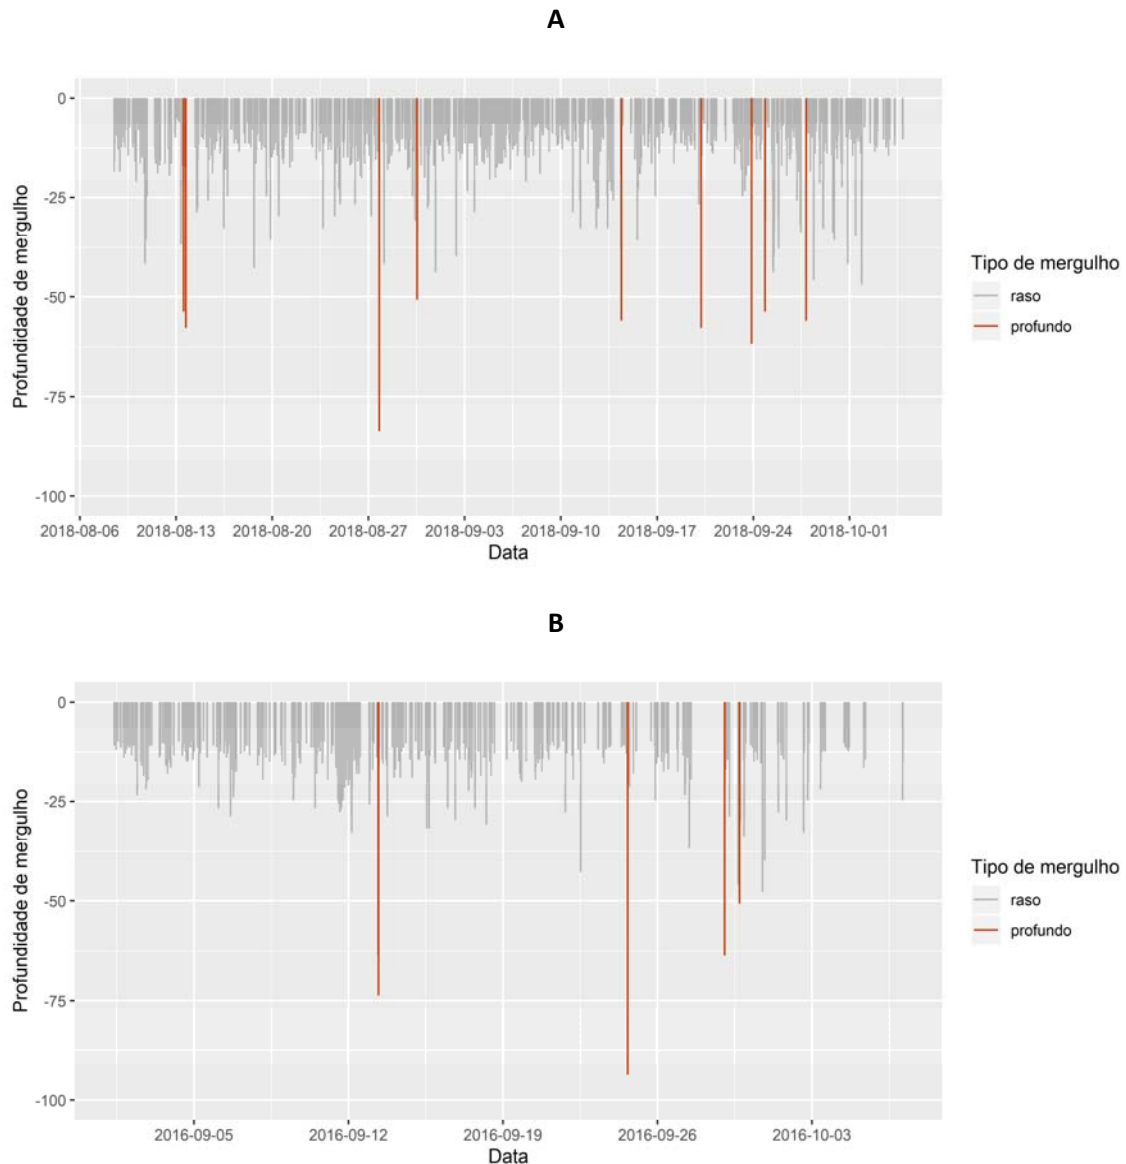 A
0
-25
-50
-75
-100
Profundidade de mergulho
2018-08-06 2018-08-13 2018-08-20 2018-08-27 2018-09-03 2018-09-10 2018-09-17 2018-09-24 2018-10-01
Data
Tipo de mergulho
raso
profundo
B
0
-25
-50
-75
-100
Profundidade de mergulho
2016-09-05 2016-09-12 2016-09-19 2016-09-26 2016-10-03
Data
Tipo de mergulho
raso
profundo